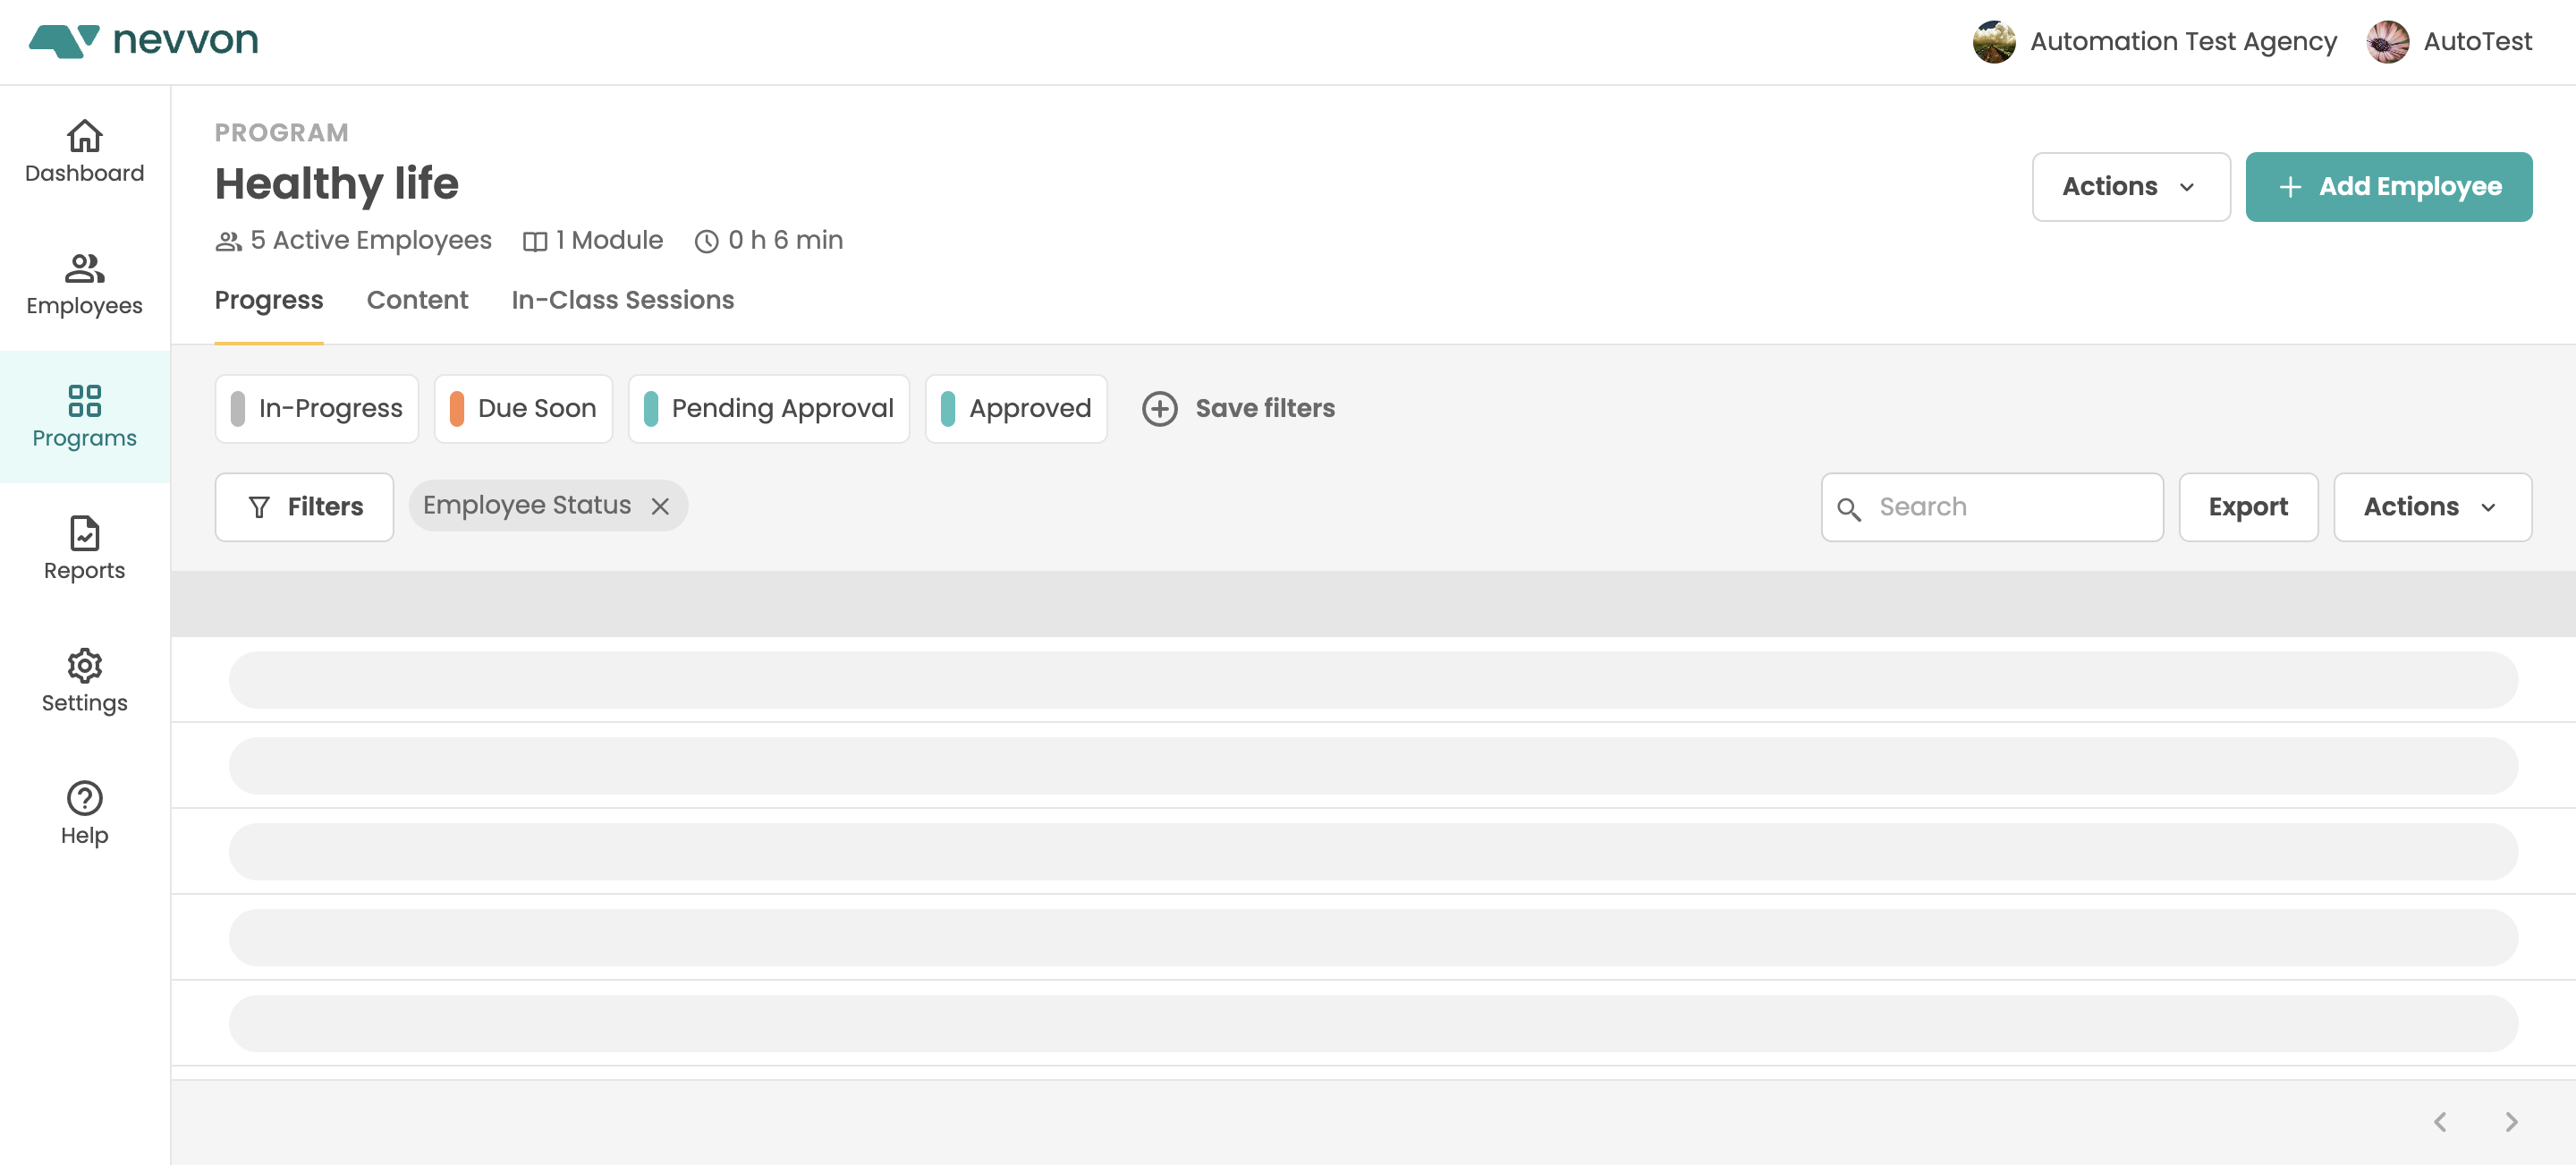 nevvon
Automation Test Agency
AutoTest
Dashboard
Employees
Programs
Reports
Settings
Help
PROGRAM
Healthy life
5 Active Employees 1 Module 0 h 6 min
Actions
+ Add Employee
Progress Content In-Class Sessions
In-Progress Due Soon Pending Approval Approved Save filters
Filters Employee Status
Search Export Actions